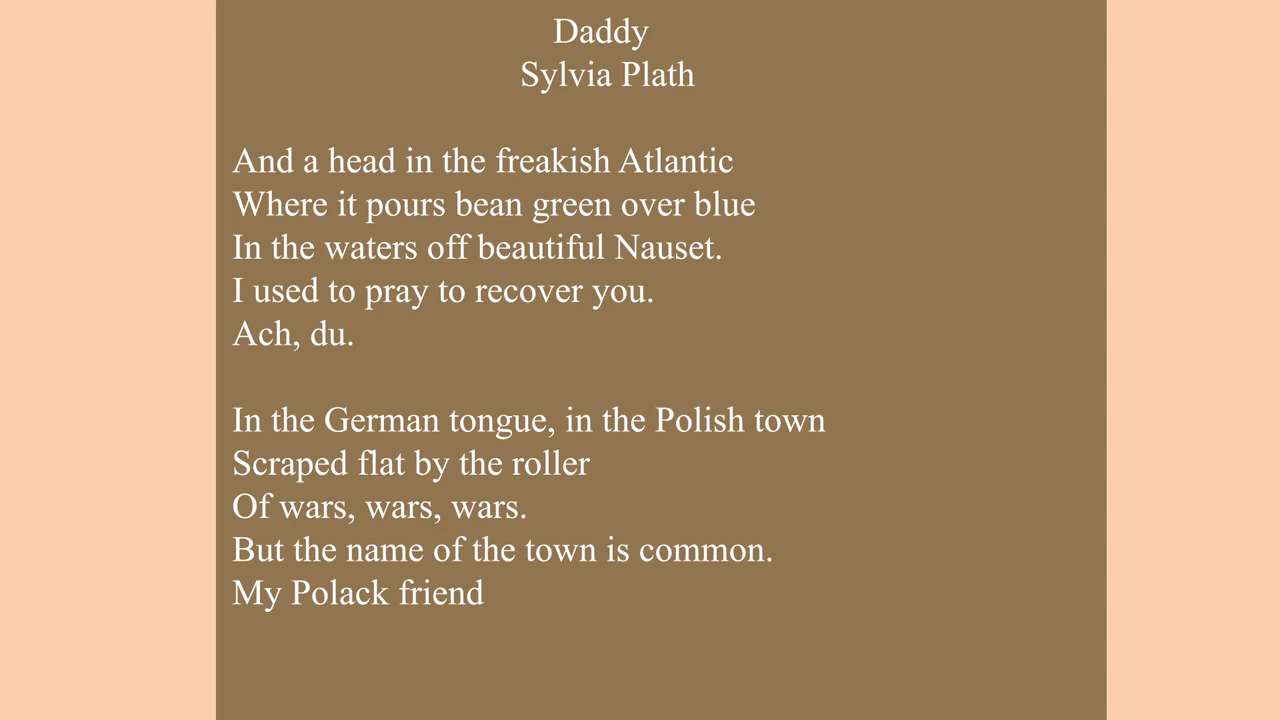 Daddy
Sylvia Plath
And a head in the freakish Atlantic
Where it pours bean green over blue
In the waters off beautiful Nauset.
I used to pray to recover you.
Ach, du.
In the German tongue, in the Polish town
Scraped flat by the roller
Of wars, wars, wars.
But the name of the town is common.
My Polack friend